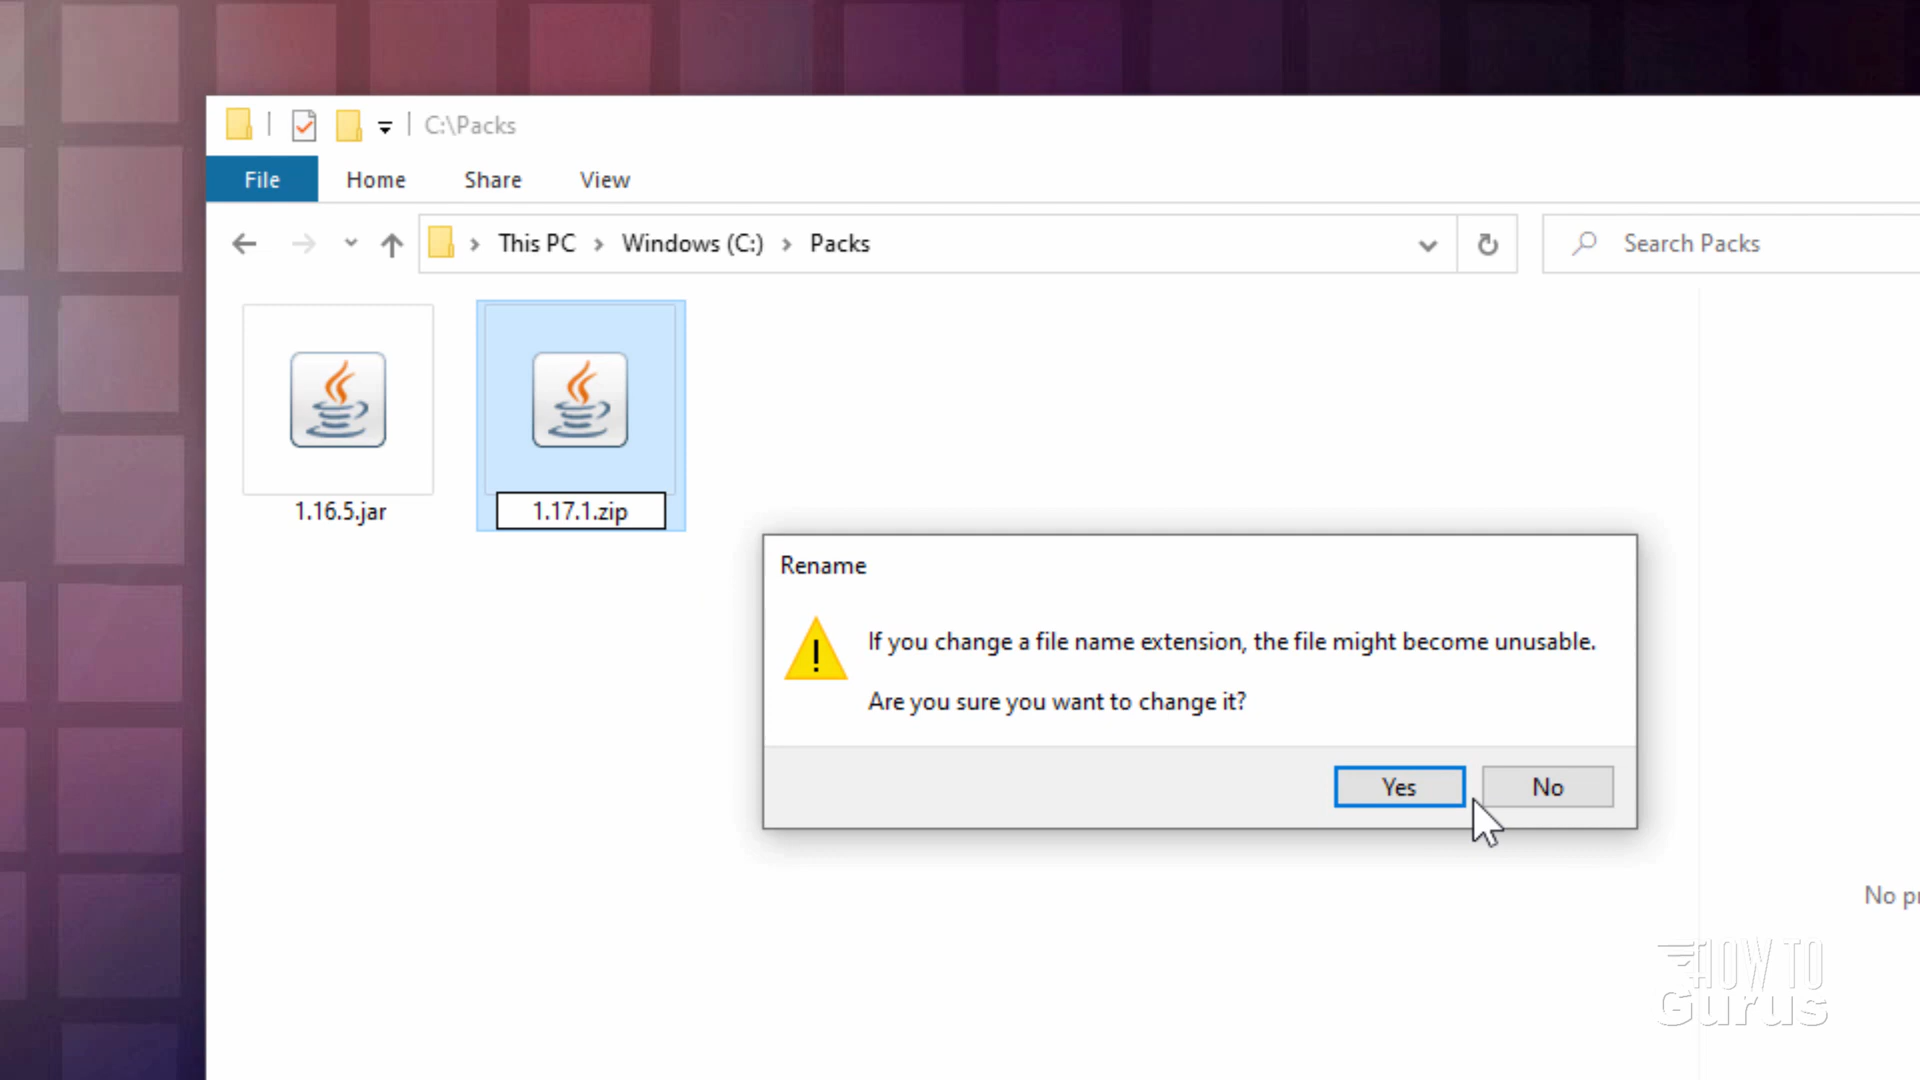 C:\Packs
File Home Share View
This PC > Windows (C:) > Packs
Search Packs
1.16.5.jar
1.17.1.zip
Rename
!
If you change a file name extension, the file might become unusable.
Are you sure you want to change it?
Yes
No
No pr
HOW TO
Gurus